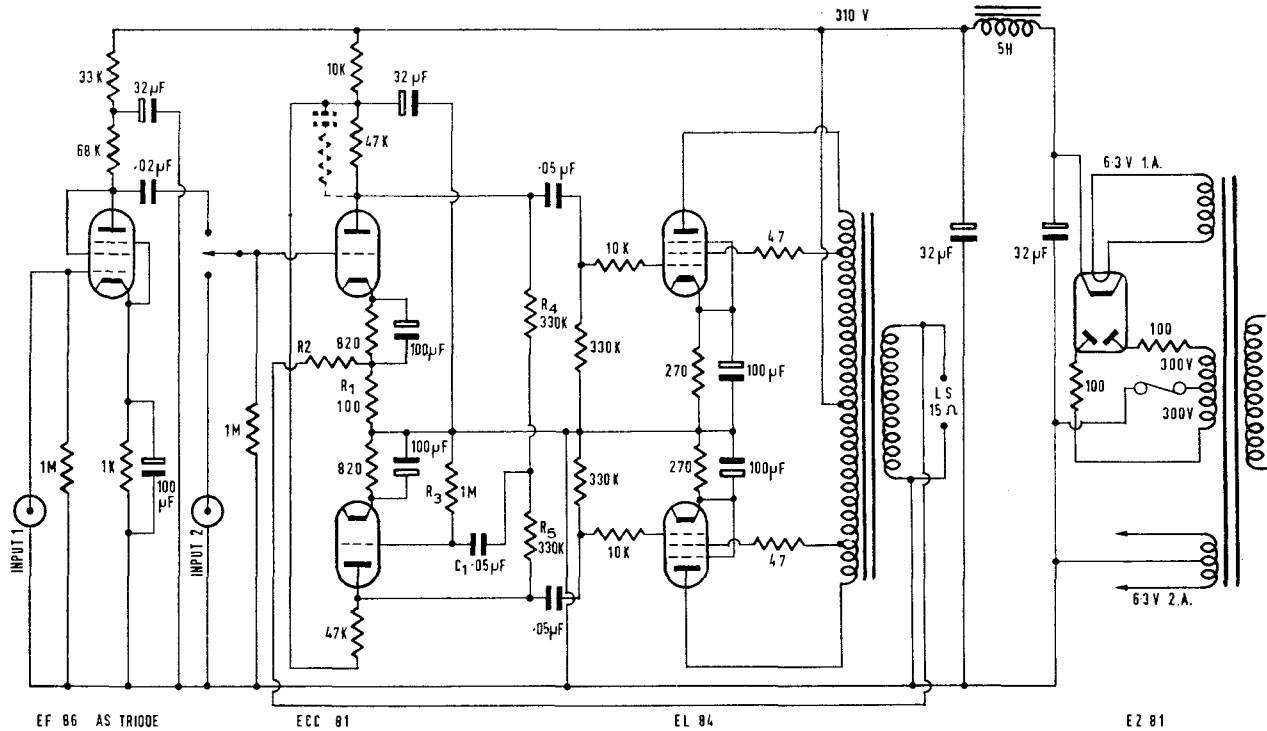 310 V
5H
33K
32µF
68K
·02µF
10K
32µF
47K
·05µF
6·3V 1.A.
10K
47
32µF
32µF
R4
330K
R2
820
100µF
330K
270
100µF
100
300V
100
300V
LS
15 Ω
R1
100
1M
1K
100
µF
1M
820
100µF
R3
1M
330K
270
100µF
R5
330K
10K
47
C1 ·05µF
·05µF
47K
INPUT 1
INPUT 2
6·3V 2.A.
EF 86 AS TRIODE
ECC 81
EL 84
EZ 81